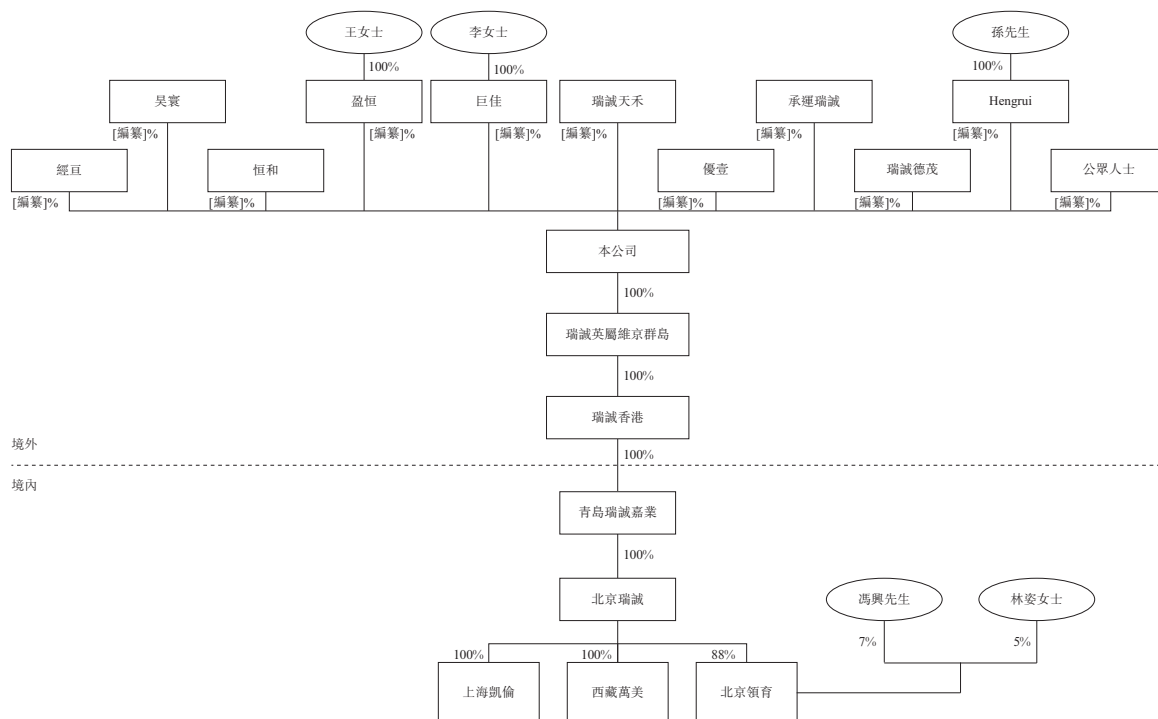 王女士
李女士
孫先生
100%
100%
100%
昊寰
盈恒
巨佳
瑞誠天禾
承運瑞誠
Hengrui
[編纂]%
[編纂]%
[編纂]%
[編纂]%
[編纂]%
[編纂]%
經亘
恒和
優壹
瑞誠德茂
公眾人士
[編纂]%
[編纂]%
[編纂]%
[編纂]%
[編纂]%
本公司
100%
瑞誠英屬維京群島
100%
瑞誠香港
境外
100%
境內
青島瑞誠嘉業
100%
北京瑞誠
馮興先生
林姿女士
7%
5%
100%
100%
88%
上海凱倫
西藏萬美
北京領育